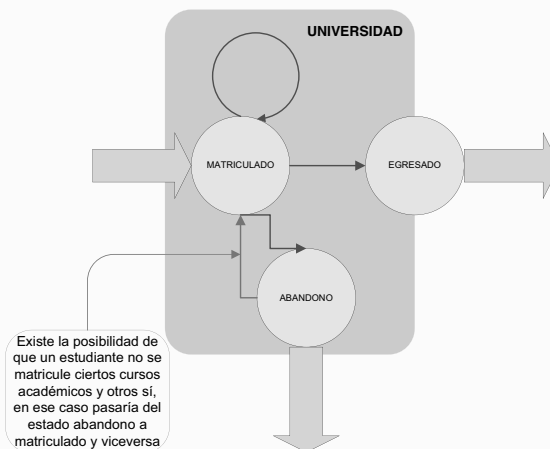 UNIVERSIDAD
MATRICULADO
EGRESADO
ABANDONO
Existe la posibilidad de
que un estudiante no se
matricule ciertos cursos
académicos y otros sí,
en ese caso pasaría del
estado abandono a
matriculado y viceversa